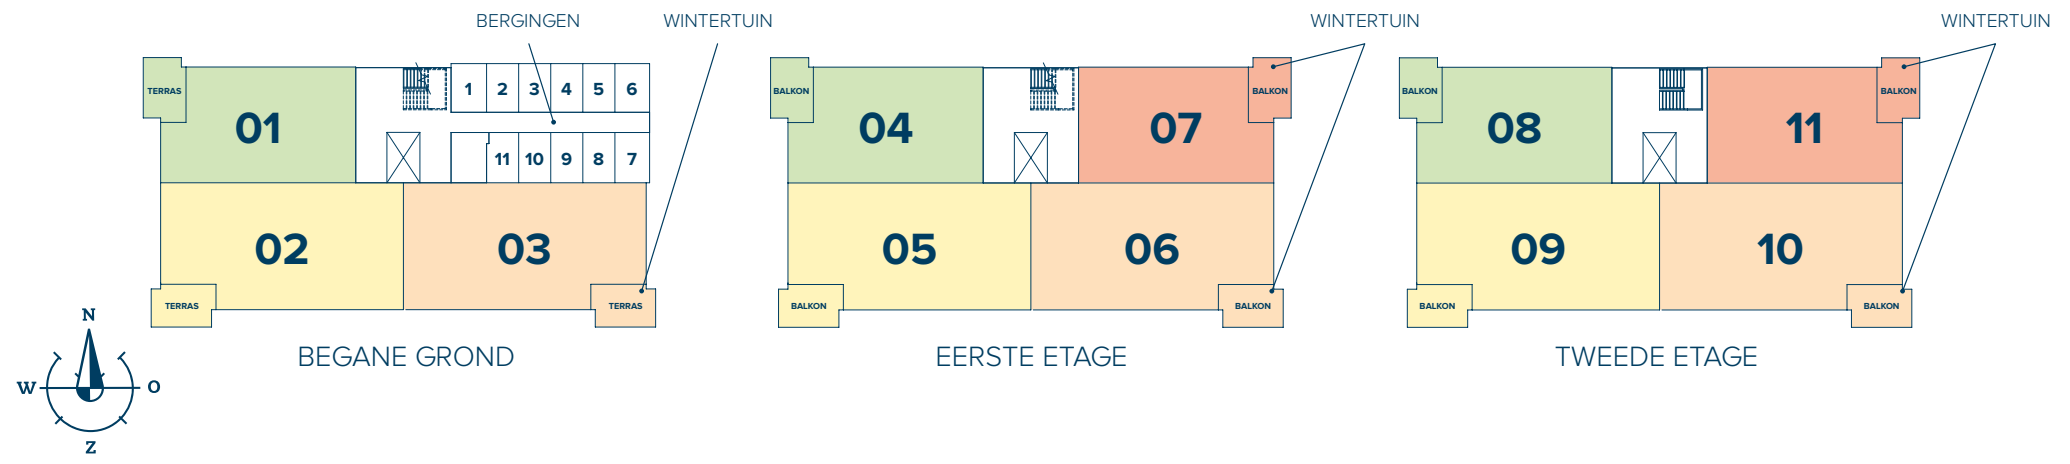 BERGINGEN
WINTERTUIN
TERRAS
01
1 2 3 4 5 6
11 10 9 8 7
02
03
TERRAS
TERRAS
BEGANE GROND
WINTERTUIN
BALKON
04
07
BALKON
05
06
BALKON
BALKON
EERSTE ETAGE
WINTERTUIN
BALKON
08
11
BALKON
09
10
BALKON
BALKON
TWEEDE ETAGE
N
W
O
Z